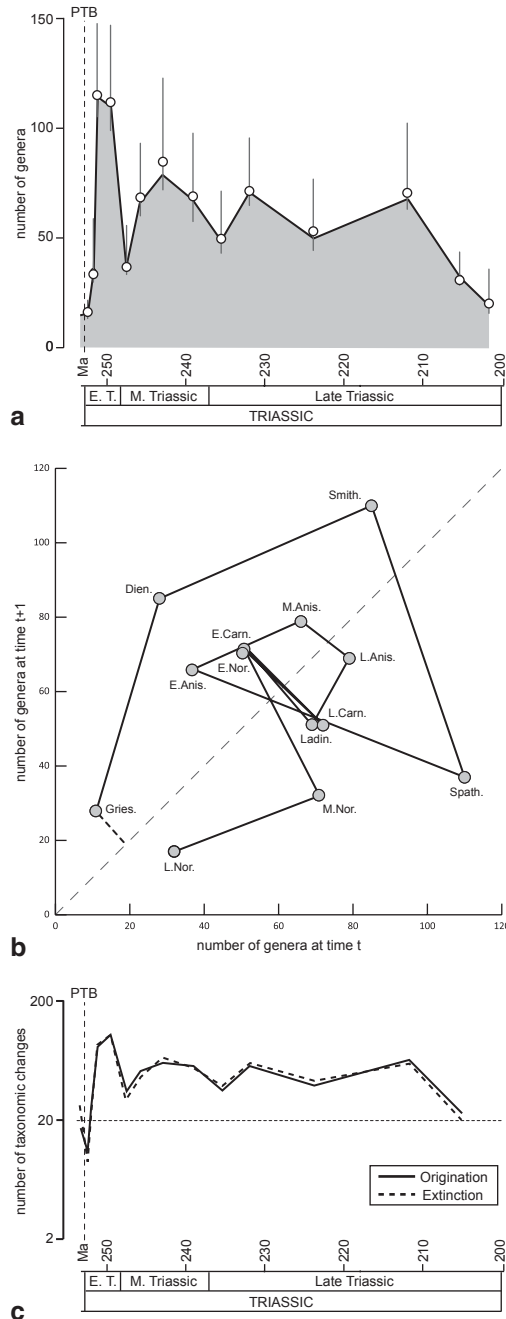 PTB
150
100
50
0
number of genera
Ma
250
240
230
220
210
200
E. T.
M. Triassic
Late Triassic
TRIASSIC
a
120
100
80
60
40
20
0
number of genera at time t+1
Smith.
Dien.
M.Anis.
E.Carn.
L.Anis.
E.Nor.
E.Anis.
L.Carn.
Ladin.
Spath.
Gries.
M.Nor.
L.Nor.
0
20
40
60
80
100
120
number of genera at time t
b
PTB
200
20
2
number of taxonomic changes
Origination
Extinction
Ma
250
240
230
220
210
200
E. T.
M. Triassic
Late Triassic
TRIASSIC
c